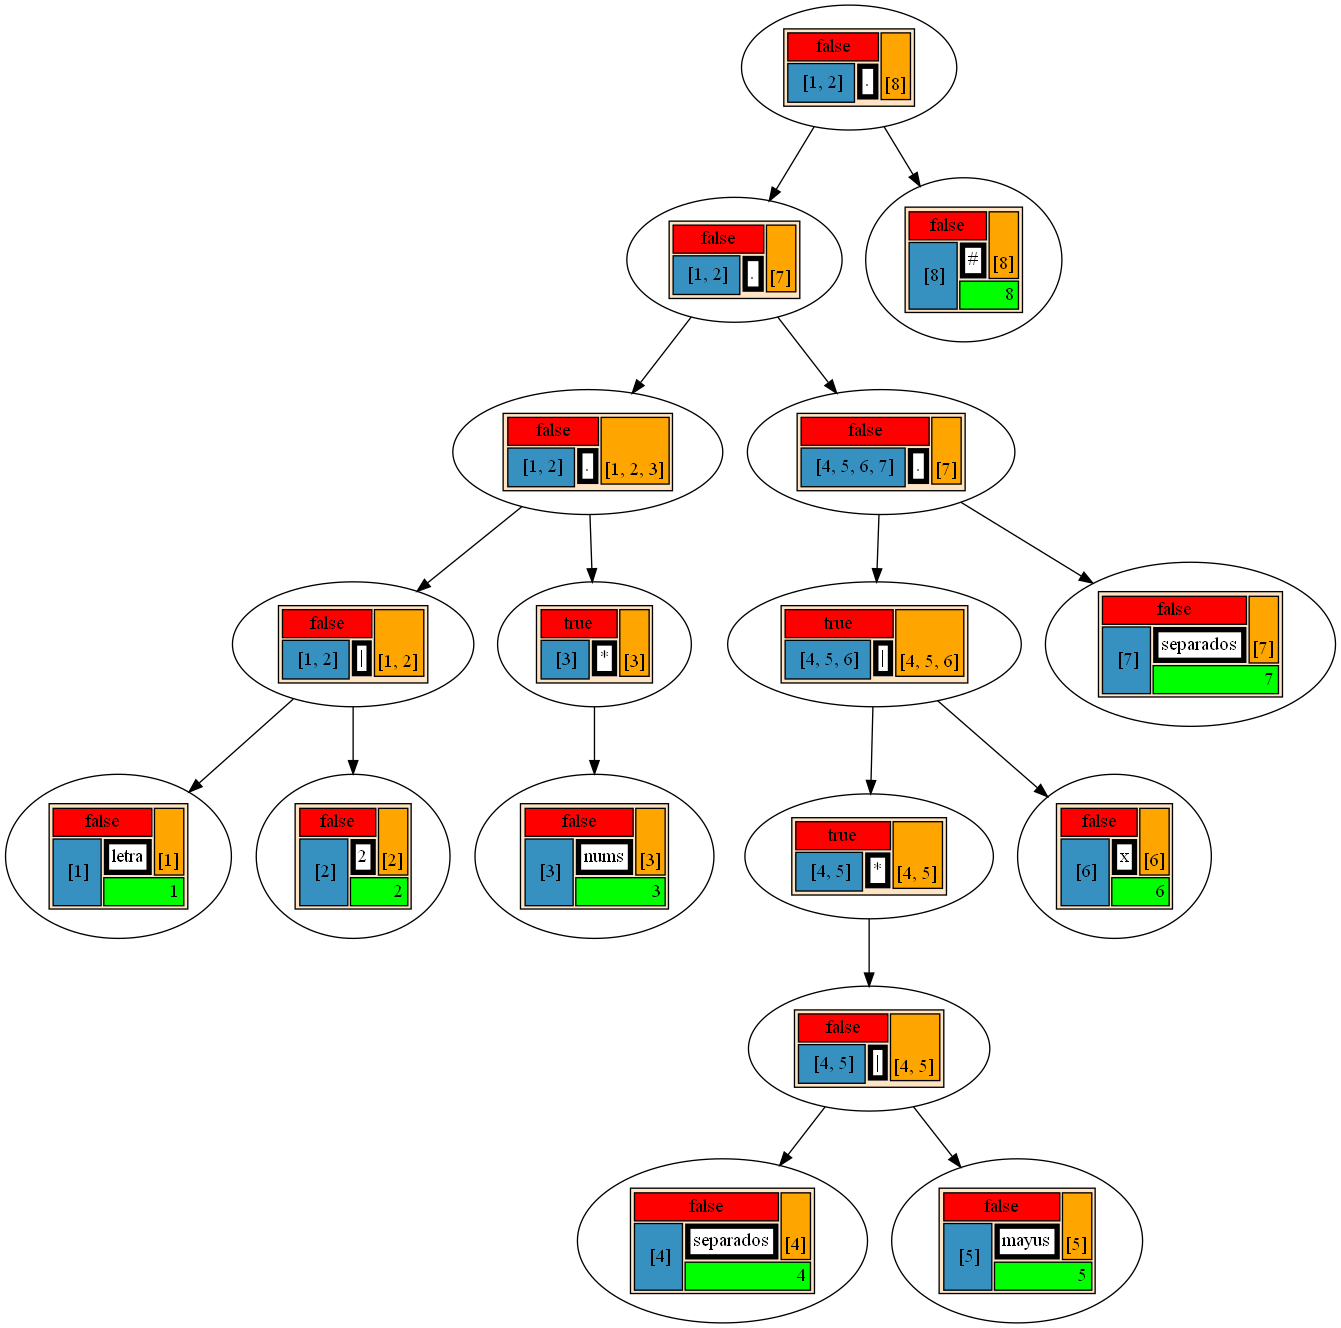 false
[1, 2] . [8]
false
[1, 2] . [7]
false
[8] # [8]
8
false
[1, 2] . [1, 2, 3]
false
[4, 5, 6, 7] . [7]
false
[1, 2] | [1, 2]
true
[3] * [3]
true
[4, 5, 6] | [4, 5, 6]
false
[7] separados [7]
7
false
[1] letra [1]
1
false
[2] 2 [2]
2
false
[3] nums [3]
3
true
[4, 5] * [4, 5]
false
[6] x [6]
6
false
[4, 5] | [4, 5]
false
[4] separados [4]
4
false
[5] mayus [5]
5